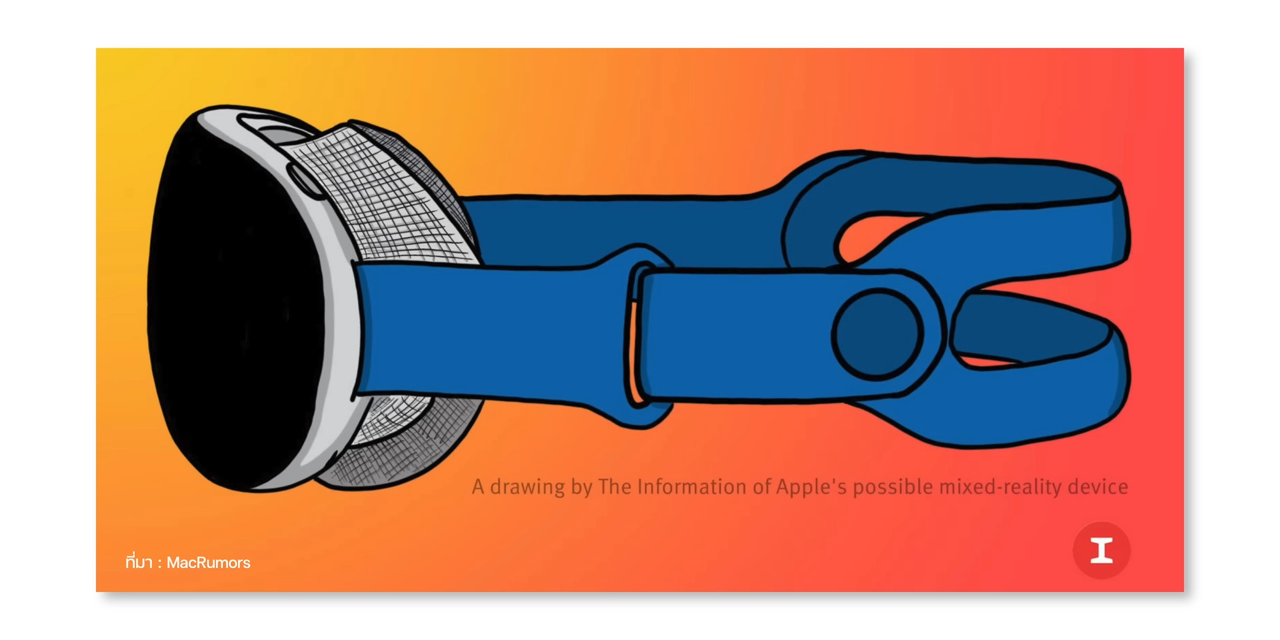 A drawing by The Information of Apple's possible mixed-reality device
ที่มา : MacRumors
I